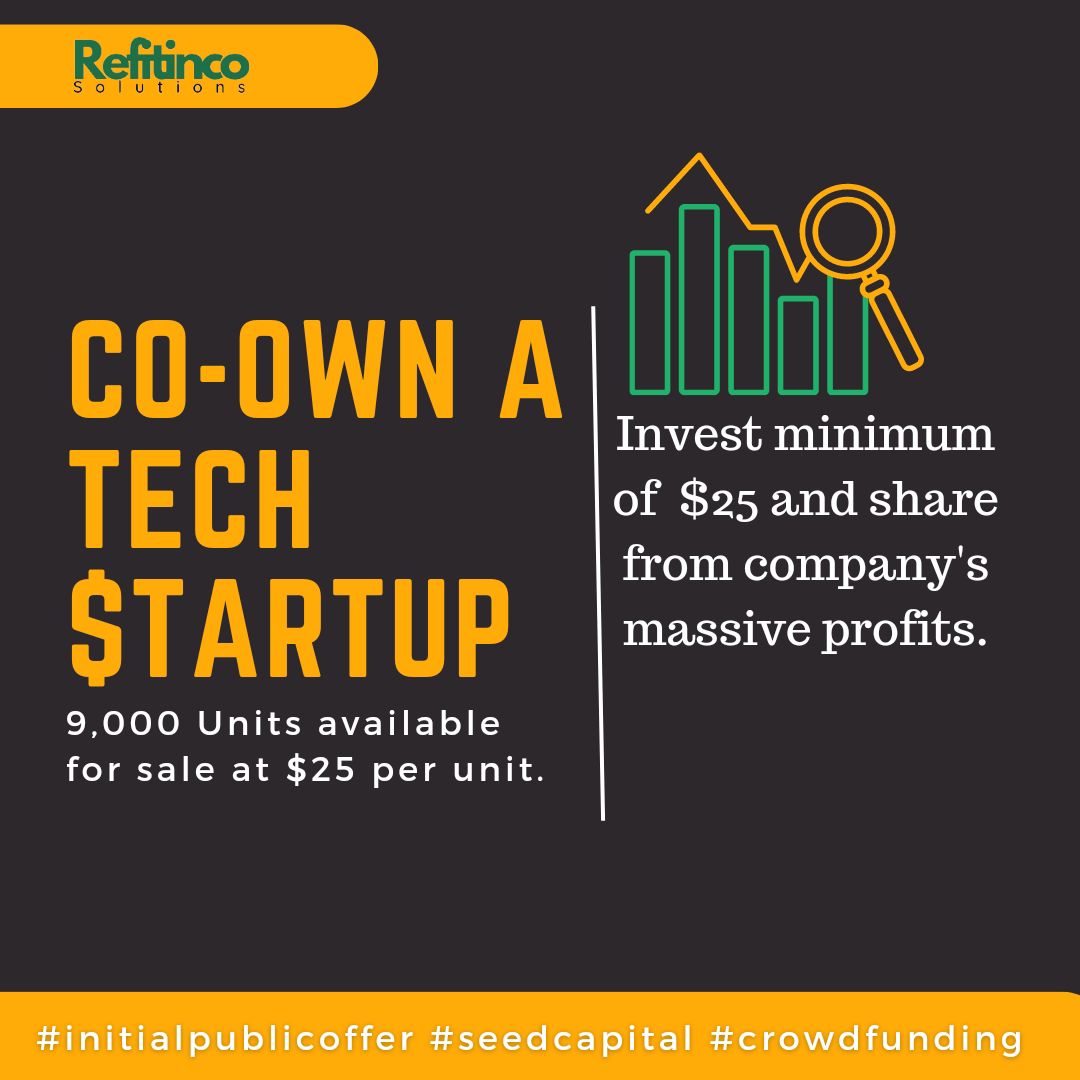 Refitinco
Solutions
CO-OWN A
TECH
$TARTUP
9,000 Units available
for sale at $25 per unit.
Invest minimum
of $25 and share
from company's
massive profits.
#initialpublicoffer #seedcapital #crowdfunding